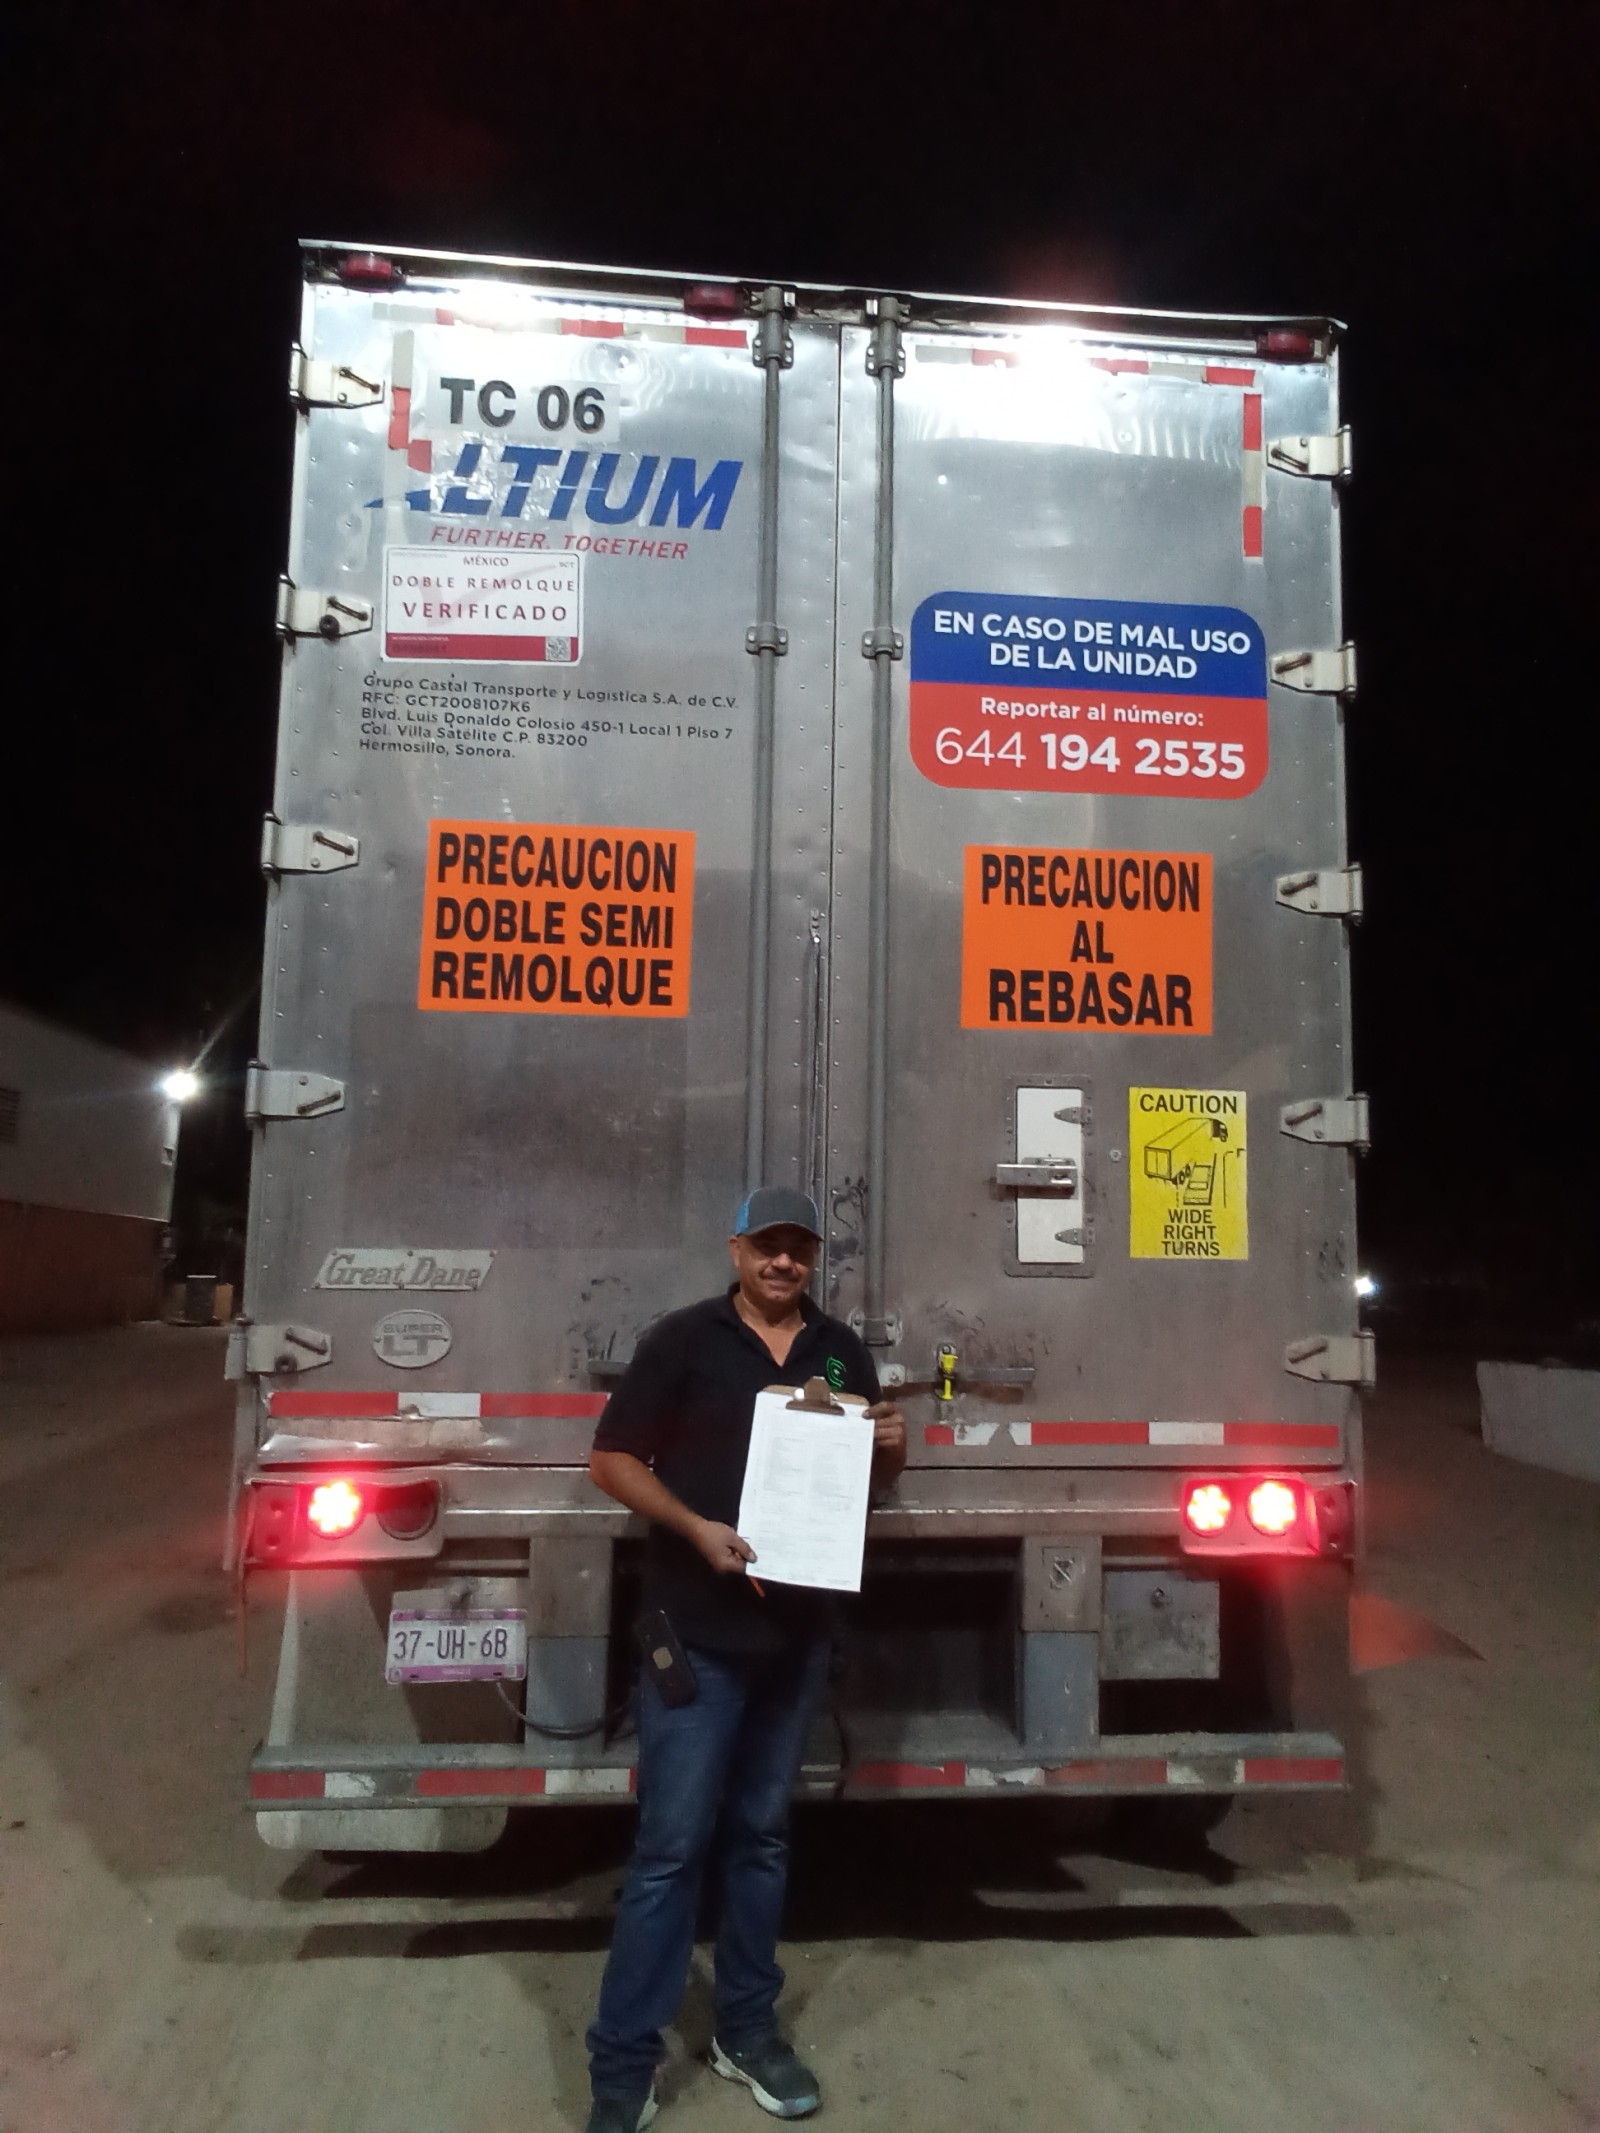 TC 06
ALTIUM
FURTHER. TOGETHER
MÉXICO
SCT
DOBLE REMOLQUE
VERIFICADO
Grupo Castal Transporte y Logística S.A. de C.V.
RFC: GCT2008107K6
Blvd. Luis Donaldo Colosio 450-1 Local 1 Piso 7
Col. Villa Satélite C.P. 83200
Hermosillo, Sonora.
EN CASO DE MAL USO
DE LA UNIDAD
Reportar al número:
644 194 2535
PRECAUCION
DOBLE SEMI
REMOLQUE
PRECAUCION
AL
REBASAR
CAUTION
WIDE
RIGHT
TURNS
Great Dane
SUPER
LT
37-UH-6B